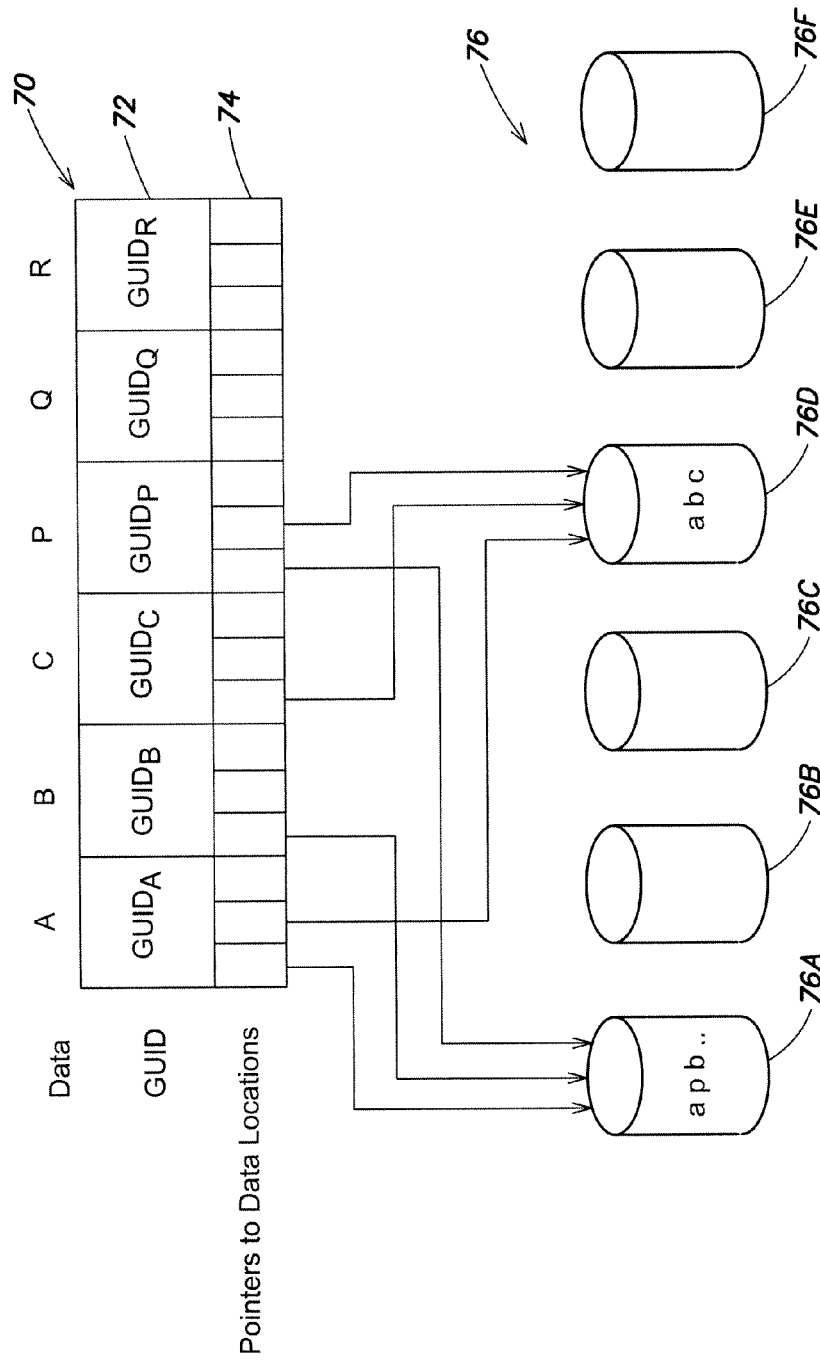 Data A B C P Q R 70
GUID GUIDA GUIDB GUIDC GUIDP GUIDQ GUIDR 72
Pointers to Data Locations 74
76
a p b .. a b c
76A 76B 76C 76D 76E 76F